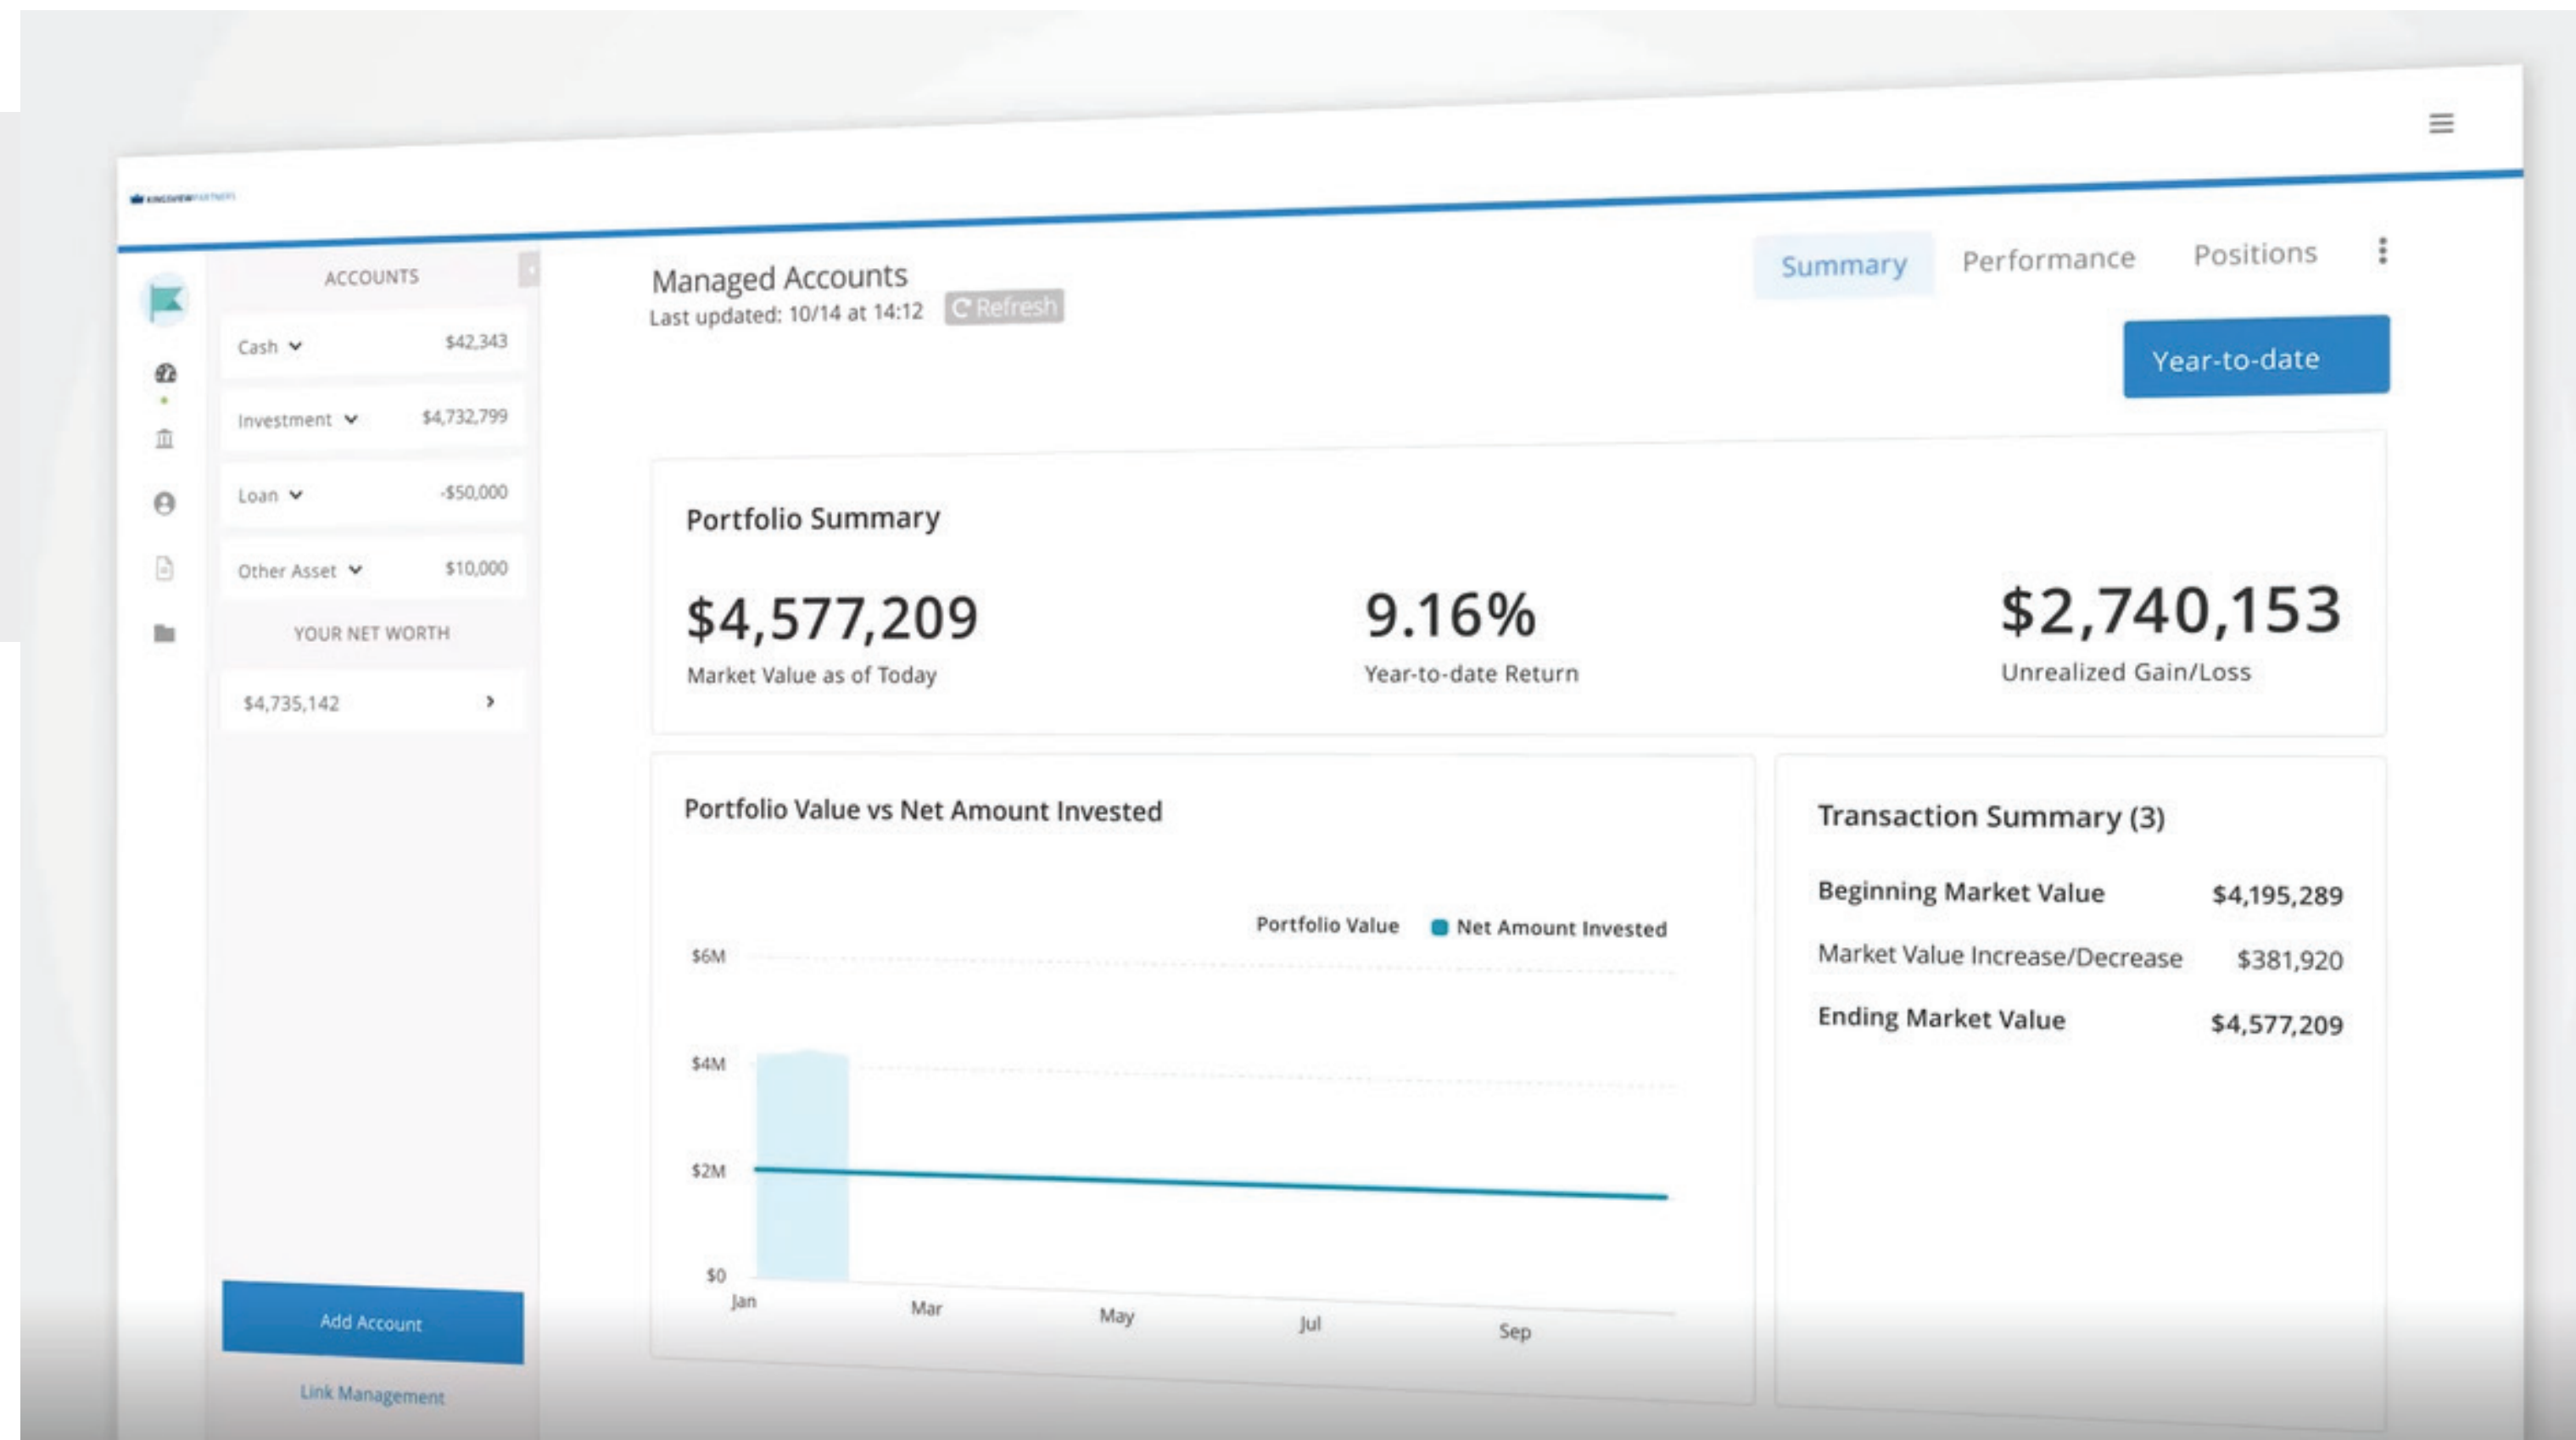 KINGSVIEWPARTNERS
ACCOUNTS
Cash $42,343
Investment $4,732,799
Loan -$50,000
Other Asset $10,000
YOUR NET WORTH
$4,735,142
Add Account
Link Management
Managed Accounts
Last updated: 10/14 at 14:12 Refresh
Summary Performance Positions
Year-to-date
Portfolio Summary
$4,577,209 9.16% $2,740,153
Market Value as of Today Year-to-date Return Unrealized Gain/Loss
Portfolio Value vs Net Amount Invested
Portfolio Value Net Amount Invested
$6M
$4M
$2M
$0
Jan Mar May Jul Sep
Transaction Summary (3)
Beginning Market Value $4,195,289
Market Value Increase/Decrease $381,920
Ending Market Value $4,577,209